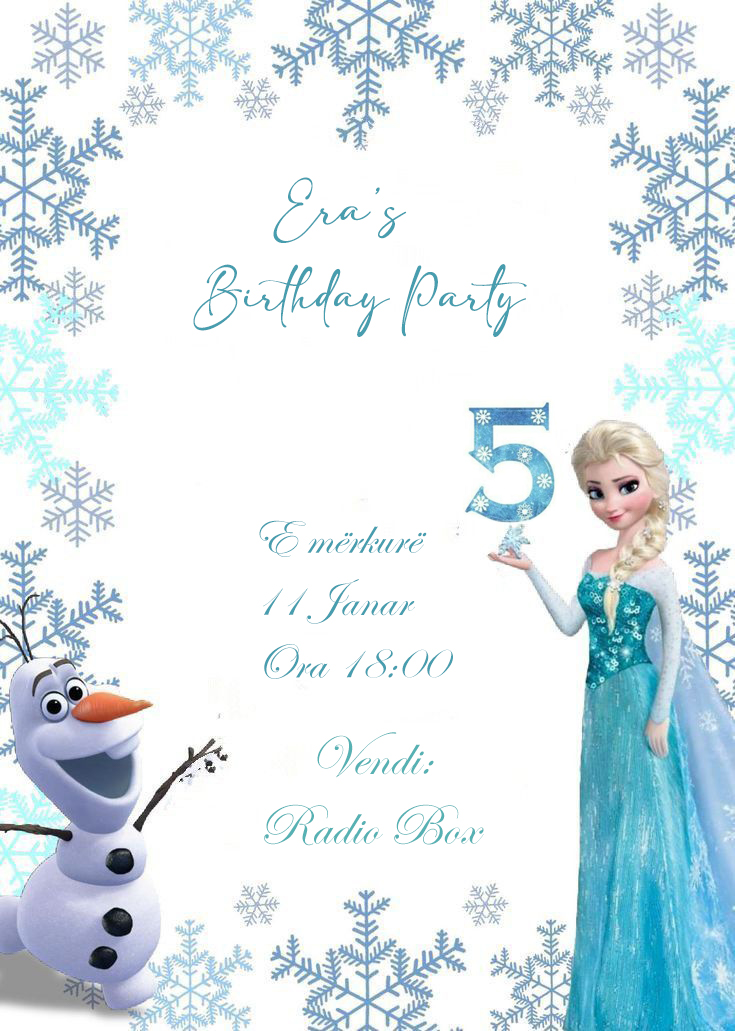 Era's
Birthday Party
5
E mërkurë
11 Janar
Ora 18:00
Vendi:
Radio Box